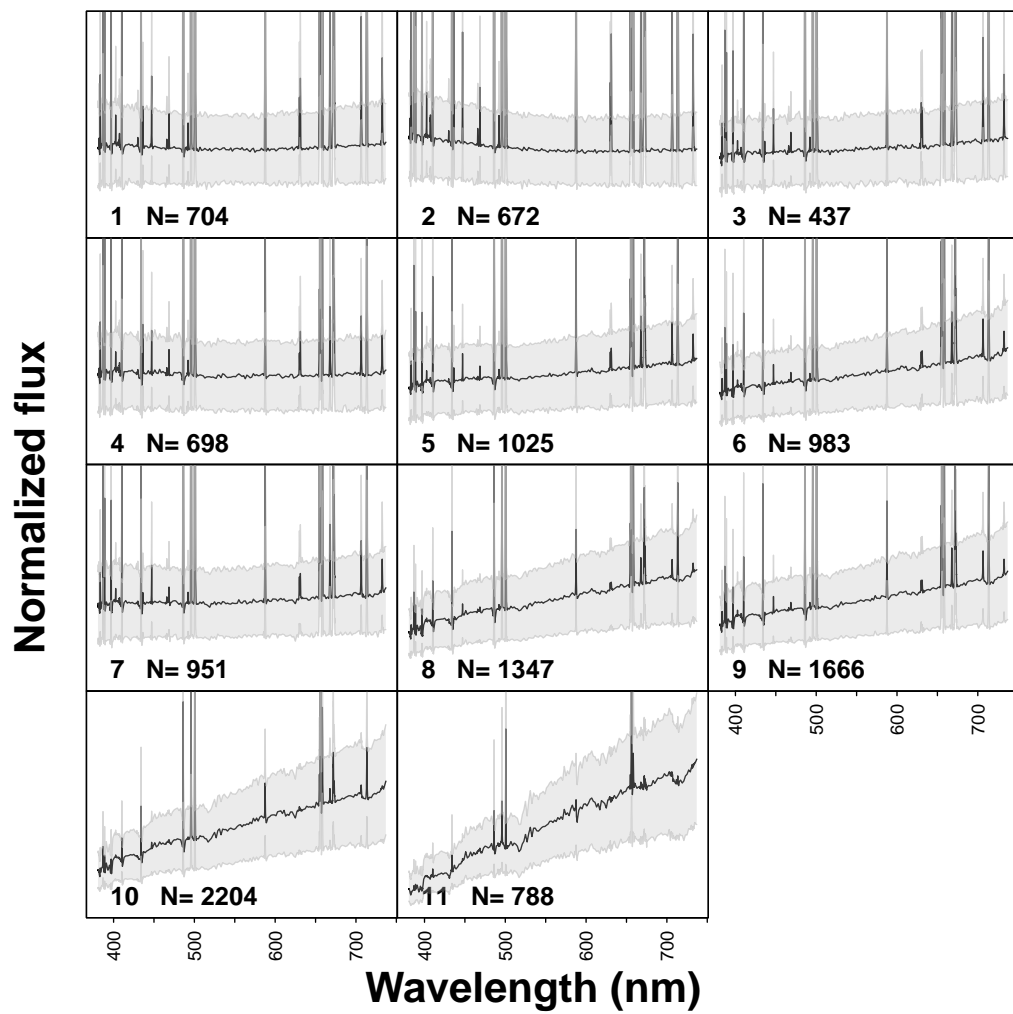 Normalized flux
1 N= 704
2 N= 672
3 N= 437
4 N= 698
5 N= 1025
6 N= 983
7 N= 951
8 N= 1347
9 N= 1666
400 500 600 700
10 N= 2204
11 N= 788
400 500 600 700
400 500 600 700
Wavelength (nm)